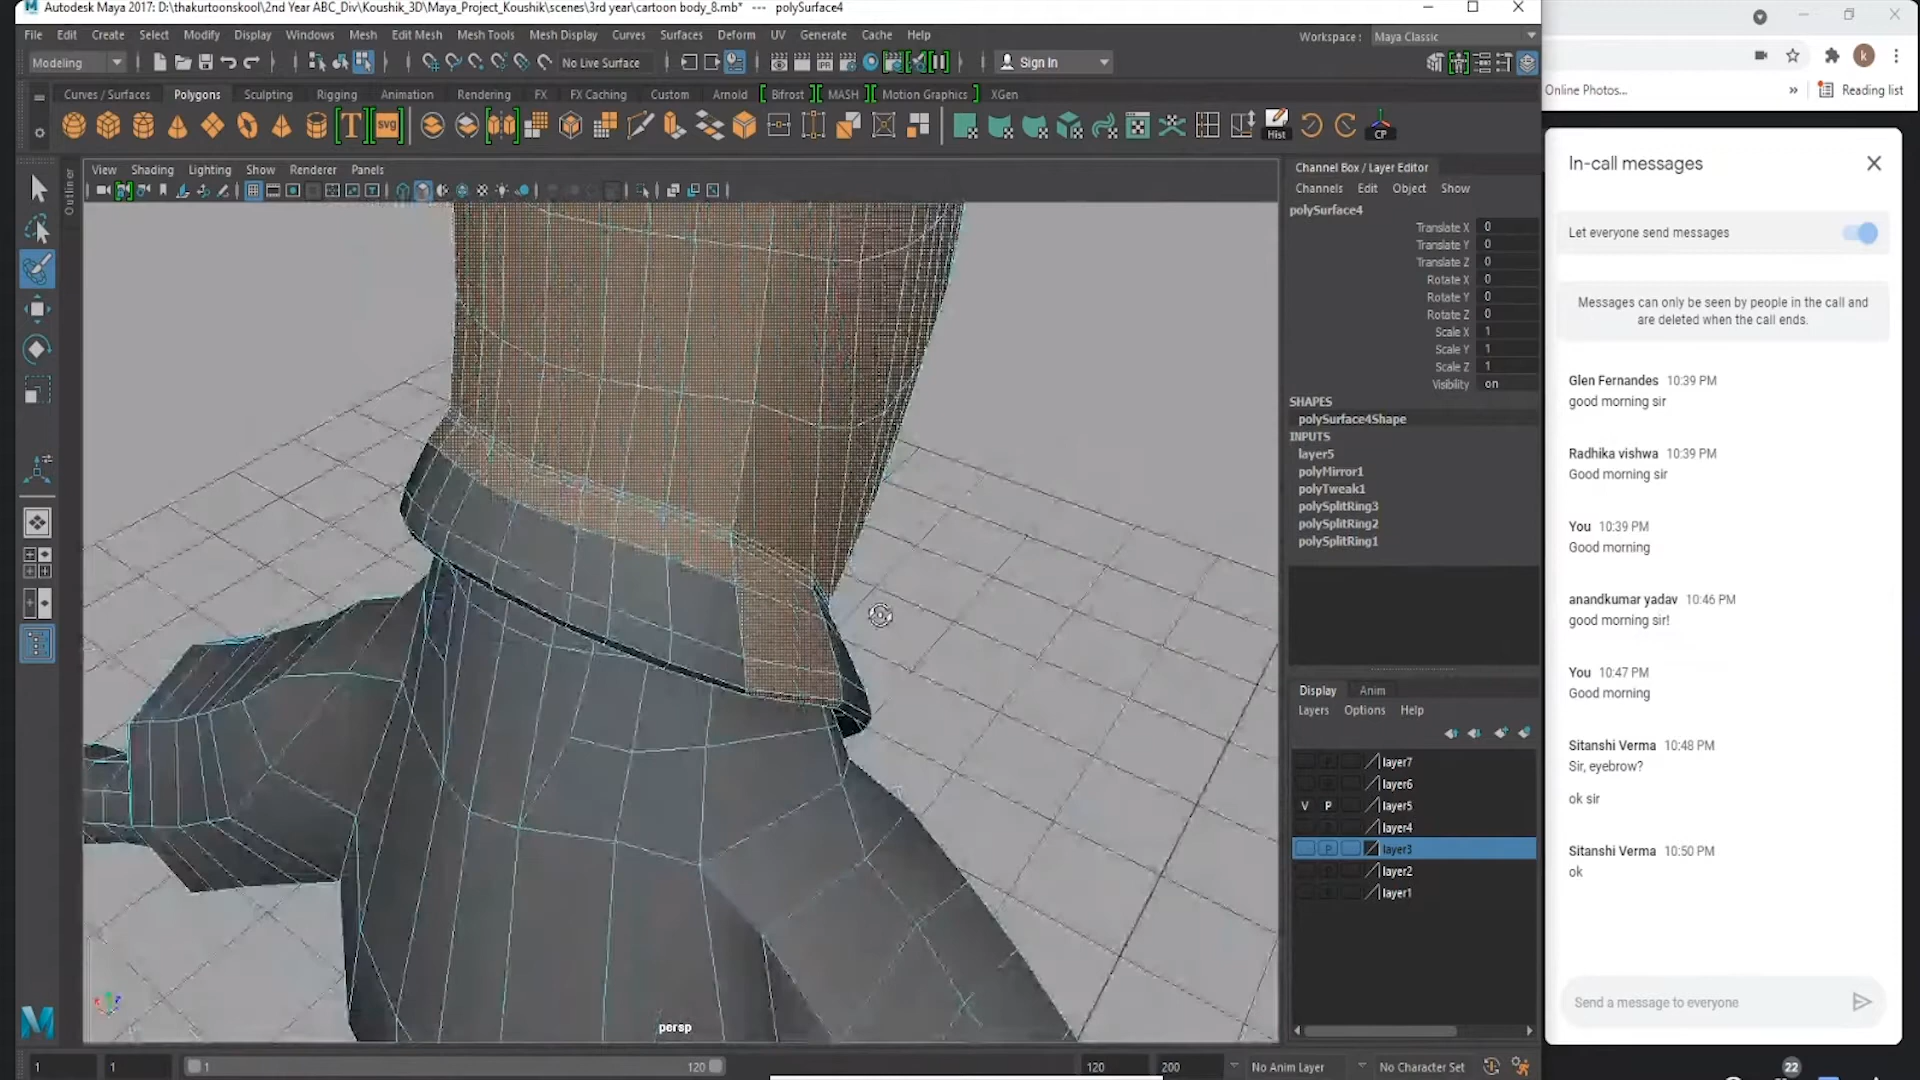 Autodesk Maya 2017: D:\thakurtoonskool\2nd Year ABC_Div\Koushik_3D\Maya_Project_Koushik\scenes\3rd year\cartoon body_8.mb* --- polySurface4
File Edit Create Select Modify Display Windows Mesh Edit Mesh Mesh Tools Mesh Display Curves Surfaces Deform UV Generate Cache Help
Workspace : Maya Classic
Modeling
No Live Surface
Sign In
Curves / Surfaces Polygons Sculpting Rigging Animation Rendering FX FX Caching Custom Arnold Bifrost MASH Motion Graphics XGen
T
SVG
Hist
CP
View Shading Lighting Show Renderer Panels
Outliner
persp
Channel Box / Layer Editor
Channels Edit Object Show
polySurface4
Translate X 0
Translate Y 0
Translate Z 0
Rotate X 0
Rotate Y 0
Rotate Z 0
Scale X 1
Scale Y 1
Scale Z 1
Visibility on
SHAPES
polySurface4Shape
INPUTS
layer5
polyMirror1
polyTweak1
polySplitRing3
polySplitRing2
polySplitRing1
Display Anim
Layers Options Help
layer7
layer6
V P layer5
layer4
P layer3
layer2
layer1
1 1 1 120 120 200 No Anim Layer No Character Set
k
Online Photos...
» Reading list
In-call messages
Let everyone send messages
Messages can only be seen by people in the call and
are deleted when the call ends.
Glen Fernandes 10:39 PM
good morning sir
Radhika vishwa 10:39 PM
Good morning sir
You 10:39 PM
Good morning
anandkumar yadav 10:46 PM
good morning sir!
You 10:47 PM
Good morning
Sitanshi Verma 10:48 PM
Sir, eyebrow?
ok sir
Sitanshi Verma 10:50 PM
ok
Send a message to everyone
22